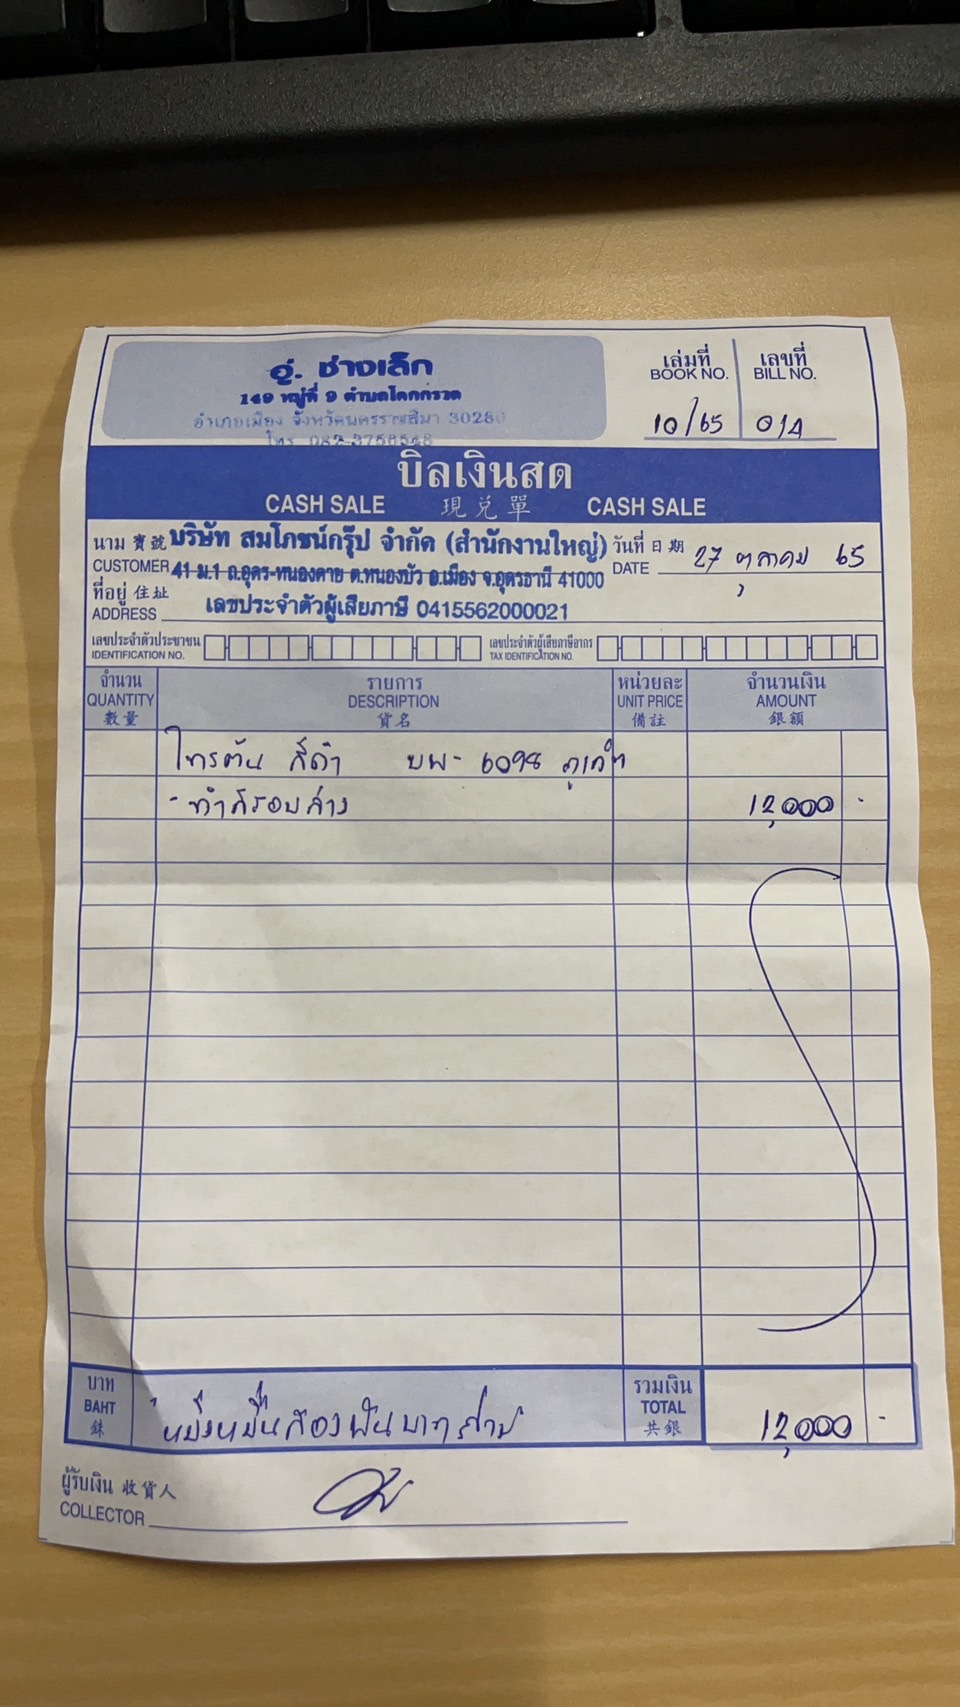 อู่. ช่างเล็ก
149 หมู่ที่ 9 ตำบลโคกกรวด
อำเภอเมือง จังหวัดนครราชสีมา 30280
โทร 082-3756548
เล่มที่ เลขที่
BOOK NO. BILL NO.
10/65 014
บิลเงินสด
CASH SALE 現兌單 CASH SALE
นาม 寶號 บริษัท สมโภชน์กรุ๊ป จำกัด (สำนักงานใหญ่) วันที่ 日期 27 ตุลาคม 65
CUSTOMER 41 ม.1 ถ.อุดร-หนองคาย ต.หนองบัว อ.เมือง จ.อุดรธานี 41000 DATE
ที่อยู่ 住址
ADDRESS เลขประจำตัวผู้เสียภาษี 0415562000021
เลขประจำตัวประชาชน เลขประจำตัวผู้เสียภาษีอากร
IDENTIFICATION NO. TAX IDENTIFICATION NO.
จำนวน รายการ หน่วยละ จำนวนเงิน
QUANTITY DESCRIPTION UNIT PRICE AMOUNT
數量 貨名 備註 銀額
ไทรตัน สีดำ บพ- 6098 ภูเก็ต
- ทำสีรอบล่าง 12,000 -
บาท รวมเงิน
BAHT หนึ่งหมื่นสองพันบาทถ้วน TOTAL 12,000 -
銖 共銀
ผู้รับเงิน 收貨人
COLLECTOR